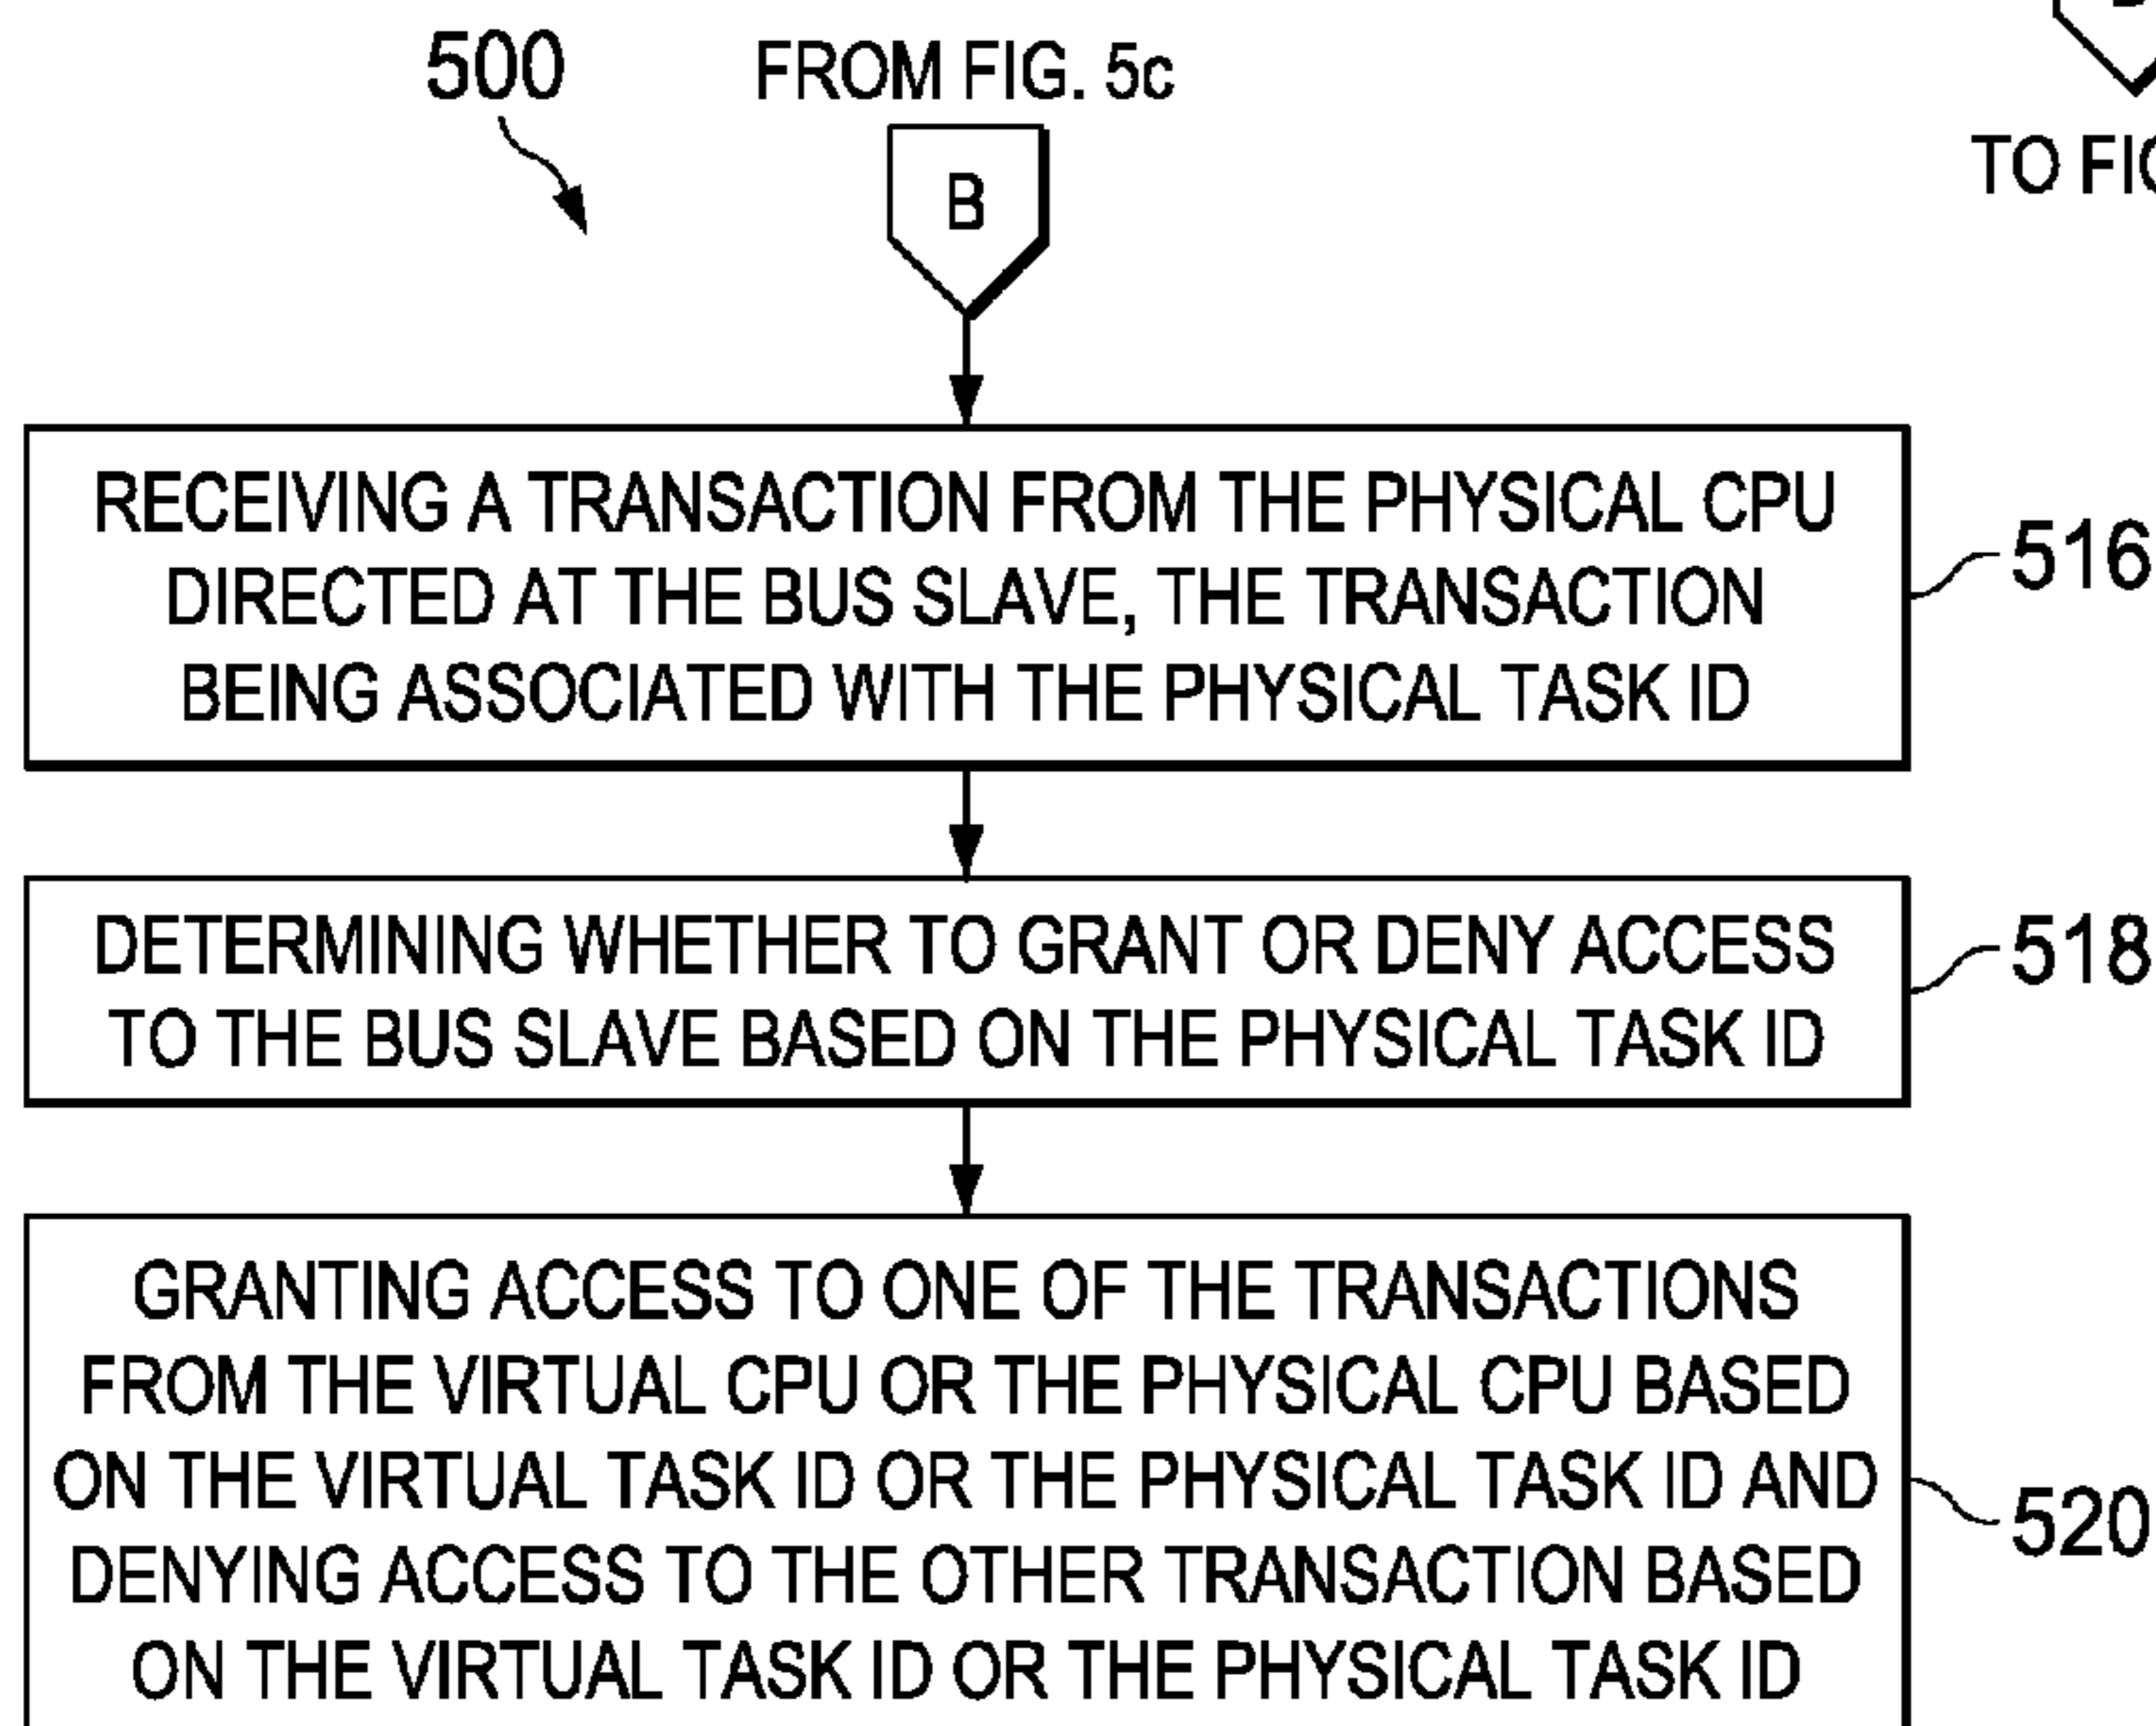 500
FROM FIG. 5c
B
TO
RECEIVING A TRANSACTION FROM THE PHYSICAL CPU
DIRECTED AT THE BUS SLAVE, THE TRANSACTION
BEING ASSOCIATED WITH THE PHYSICAL TASK ID
516
DETERMINING WHETHER TO GRANT OR DENY ACCESS
TO THE BUS SLAVE BASED ON THE PHYSICAL TASK ID
518
GRANTING ACCESS TO ONE OF THE TRANSACTIONS
FROM THE VIRTUAL CPU OR THE PHYSICAL CPU BASED
ON THE VIRTUAL TASK ID OR THE PHYSICAL TASK ID AND
DENYING ACCESS TO THE OTHER TRANSACTION BASED
ON THE VIRTUAL TASK ID OR THE PHYSICAL TASK ID
520